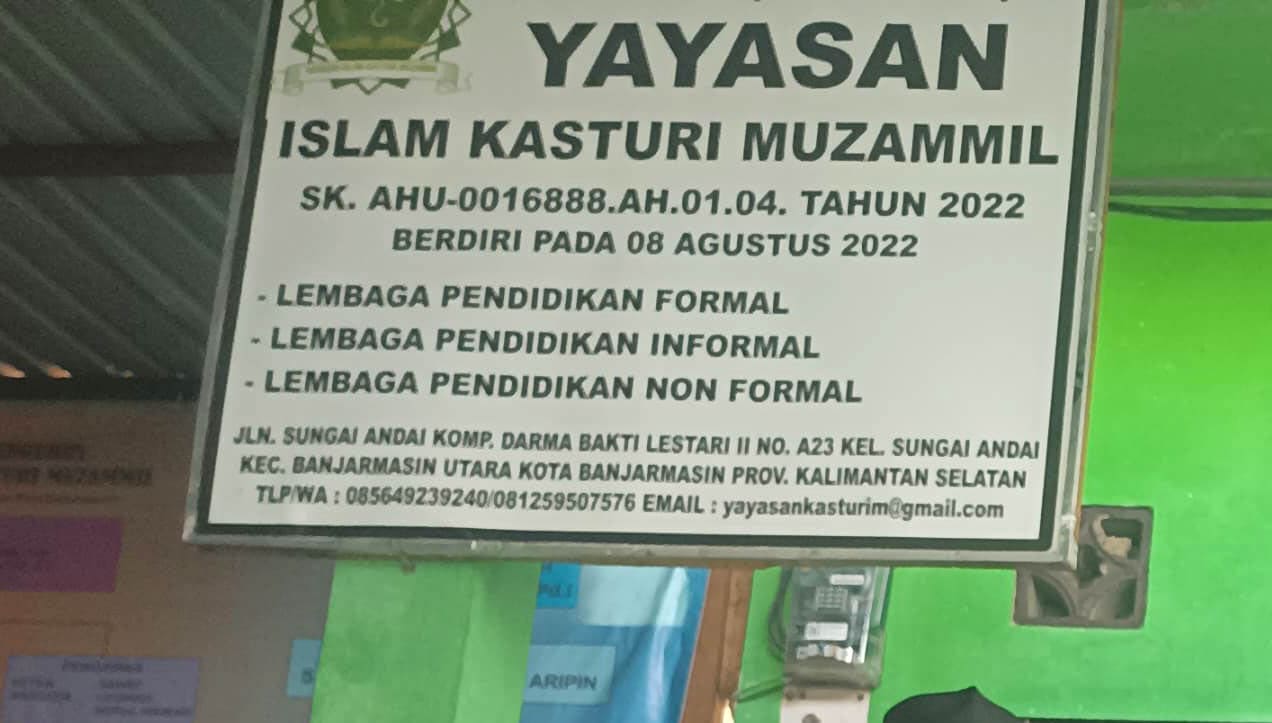 YAYASAN
ISLAM KASTURI MUZAMMIL
SK. AHU-0016888.AH.01.04. TAHUN 2022
BERDIRI PADA 08 AGUSTUS 2022
- LEMBAGA PENDIDIKAN FORMAL
- LEMBAGA PENDIDIKAN INFORMAL
- LEMBAGA PENDIDIKAN NON FORMAL
JLN. SUNGAI ANDAI KOMP. DARMA BAKTI LESTARI II NO. A23 KEL. SUNGAI ANDAI
KEC. BANJARMASIN UTARA KOTA BANJARMASIN PROV. KALIMANTAN SELATAN
TLP/WA : 085649239240/081259507576 EMAIL : yayasankasturim@gmail.com
MUZAMMIL
ARIPIN